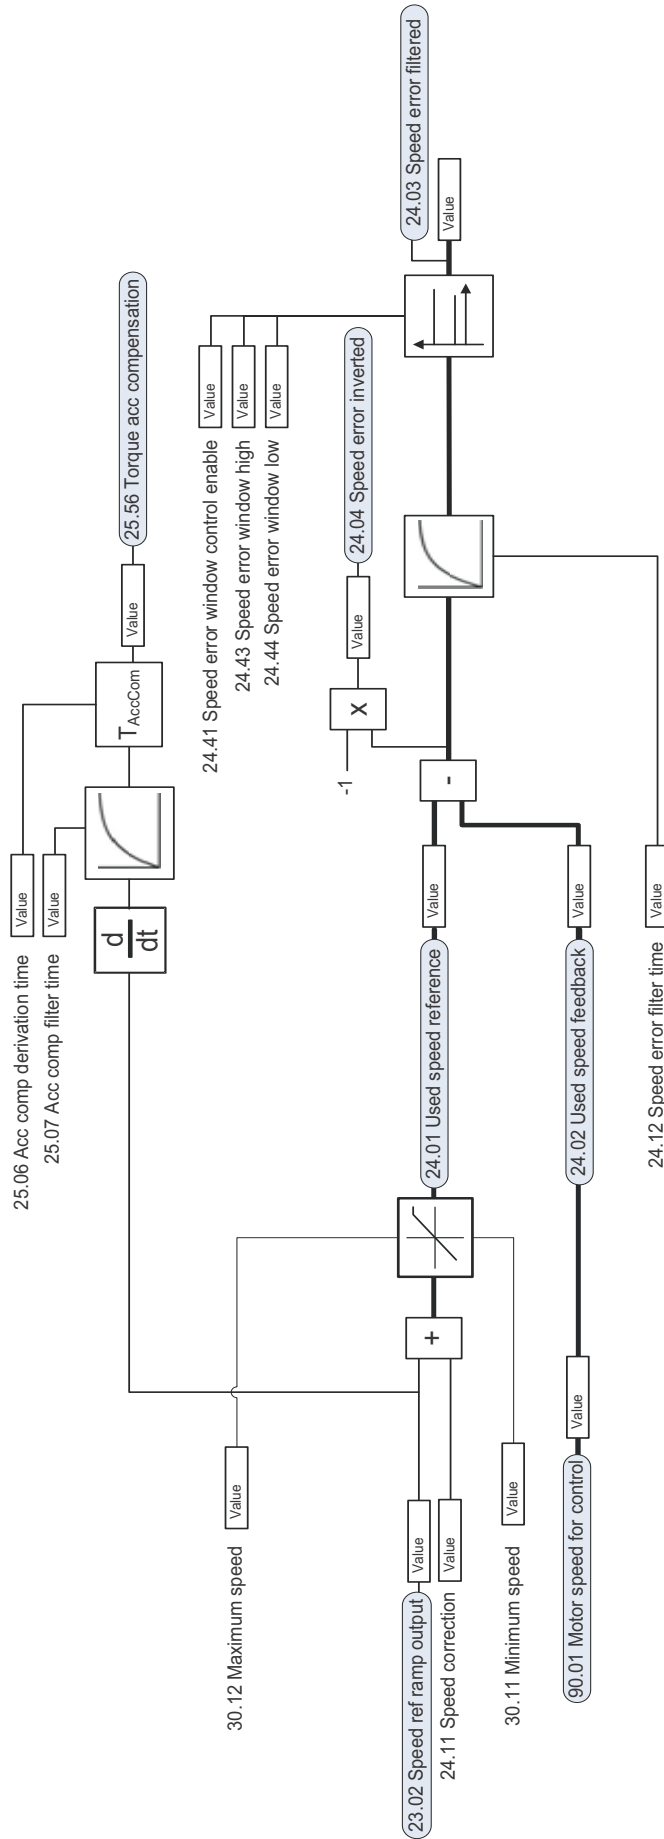 25.06 Acc comp derivation time
Value
25.07 Acc comp filter time
Value
d
dt
TAccCom
Value
25.56 Torque acc compensation
30.12 Maximum speed
Value
24.41 Speed error window control enable
Value
24.43 Speed error window high
Value
24.44 Speed error window low
Value
-1
X
Value
24.04 Speed error inverted
23.02 Speed ref ramp output
Value
24.11 Speed correction
Value
+
24.01 Used speed reference
Value
-
24.03 Speed error filtered
Value
30.11 Minimum speed
Value
90.01 Motor speed for control
Value
24.02 Used speed feedback
Value
24.12 Speed error filter time
Value